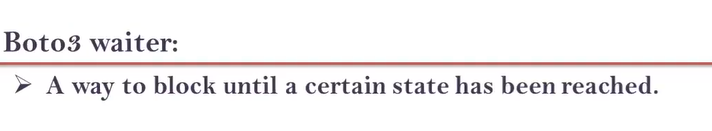 Boto3 waiter:
➢ A way to block until a certain state has been reached.